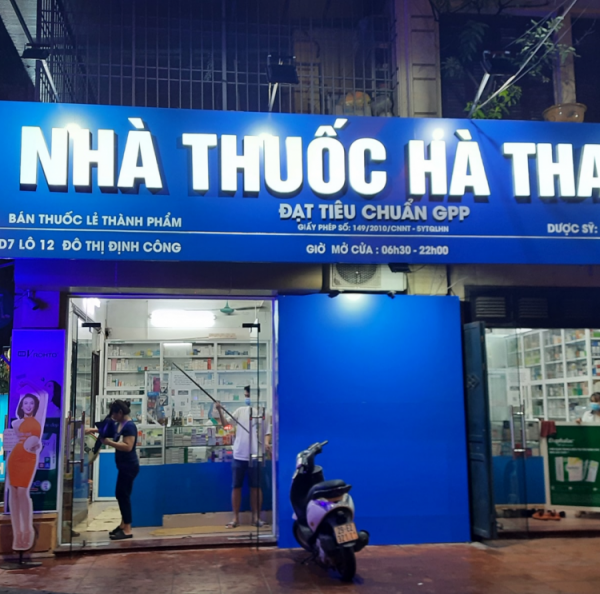 NHÀ THUỐC HÀ THA
ĐẠT TIÊU CHUẨN GPP
BÁN THUỐC LẺ THÀNH PHẨM
GIẤY PHÉP SỐ: 149/2010/CNNT - SYTQLHN
DƯỢC SỸ:
D7 LÔ 12 ĐÔ THỊ ĐỊNH CÔNG
GIỜ MỞ CỬA : 06h30 - 22h00